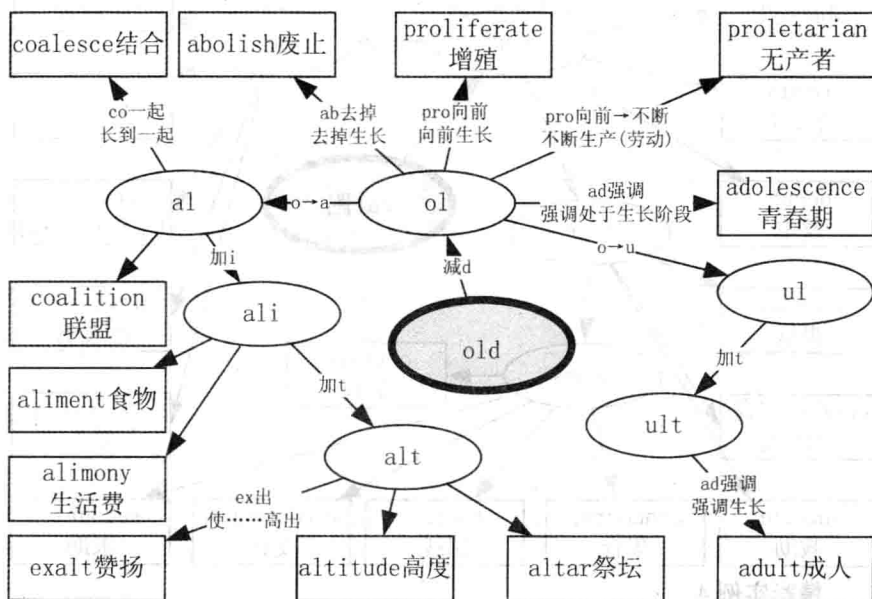 coalesce结合
abolish废止
proliferate
增殖
proletarian
无产者
co一起
长到一起
ab去掉
去掉生长
pro向前
向前生长
pro向前→不断
不断生产(劳动)
al
o→a
ol
ad强调
强调处于生长阶段
adolescence
青春期
加i
减d
o→u
coalition
联盟
ali
old
ul
aliment食物
加t
加t
alt
ult
alimony
生活费
ex出
使……高出
ad强调
强调生长
exalt赞扬
altitude高度
altar祭坛
adult成人